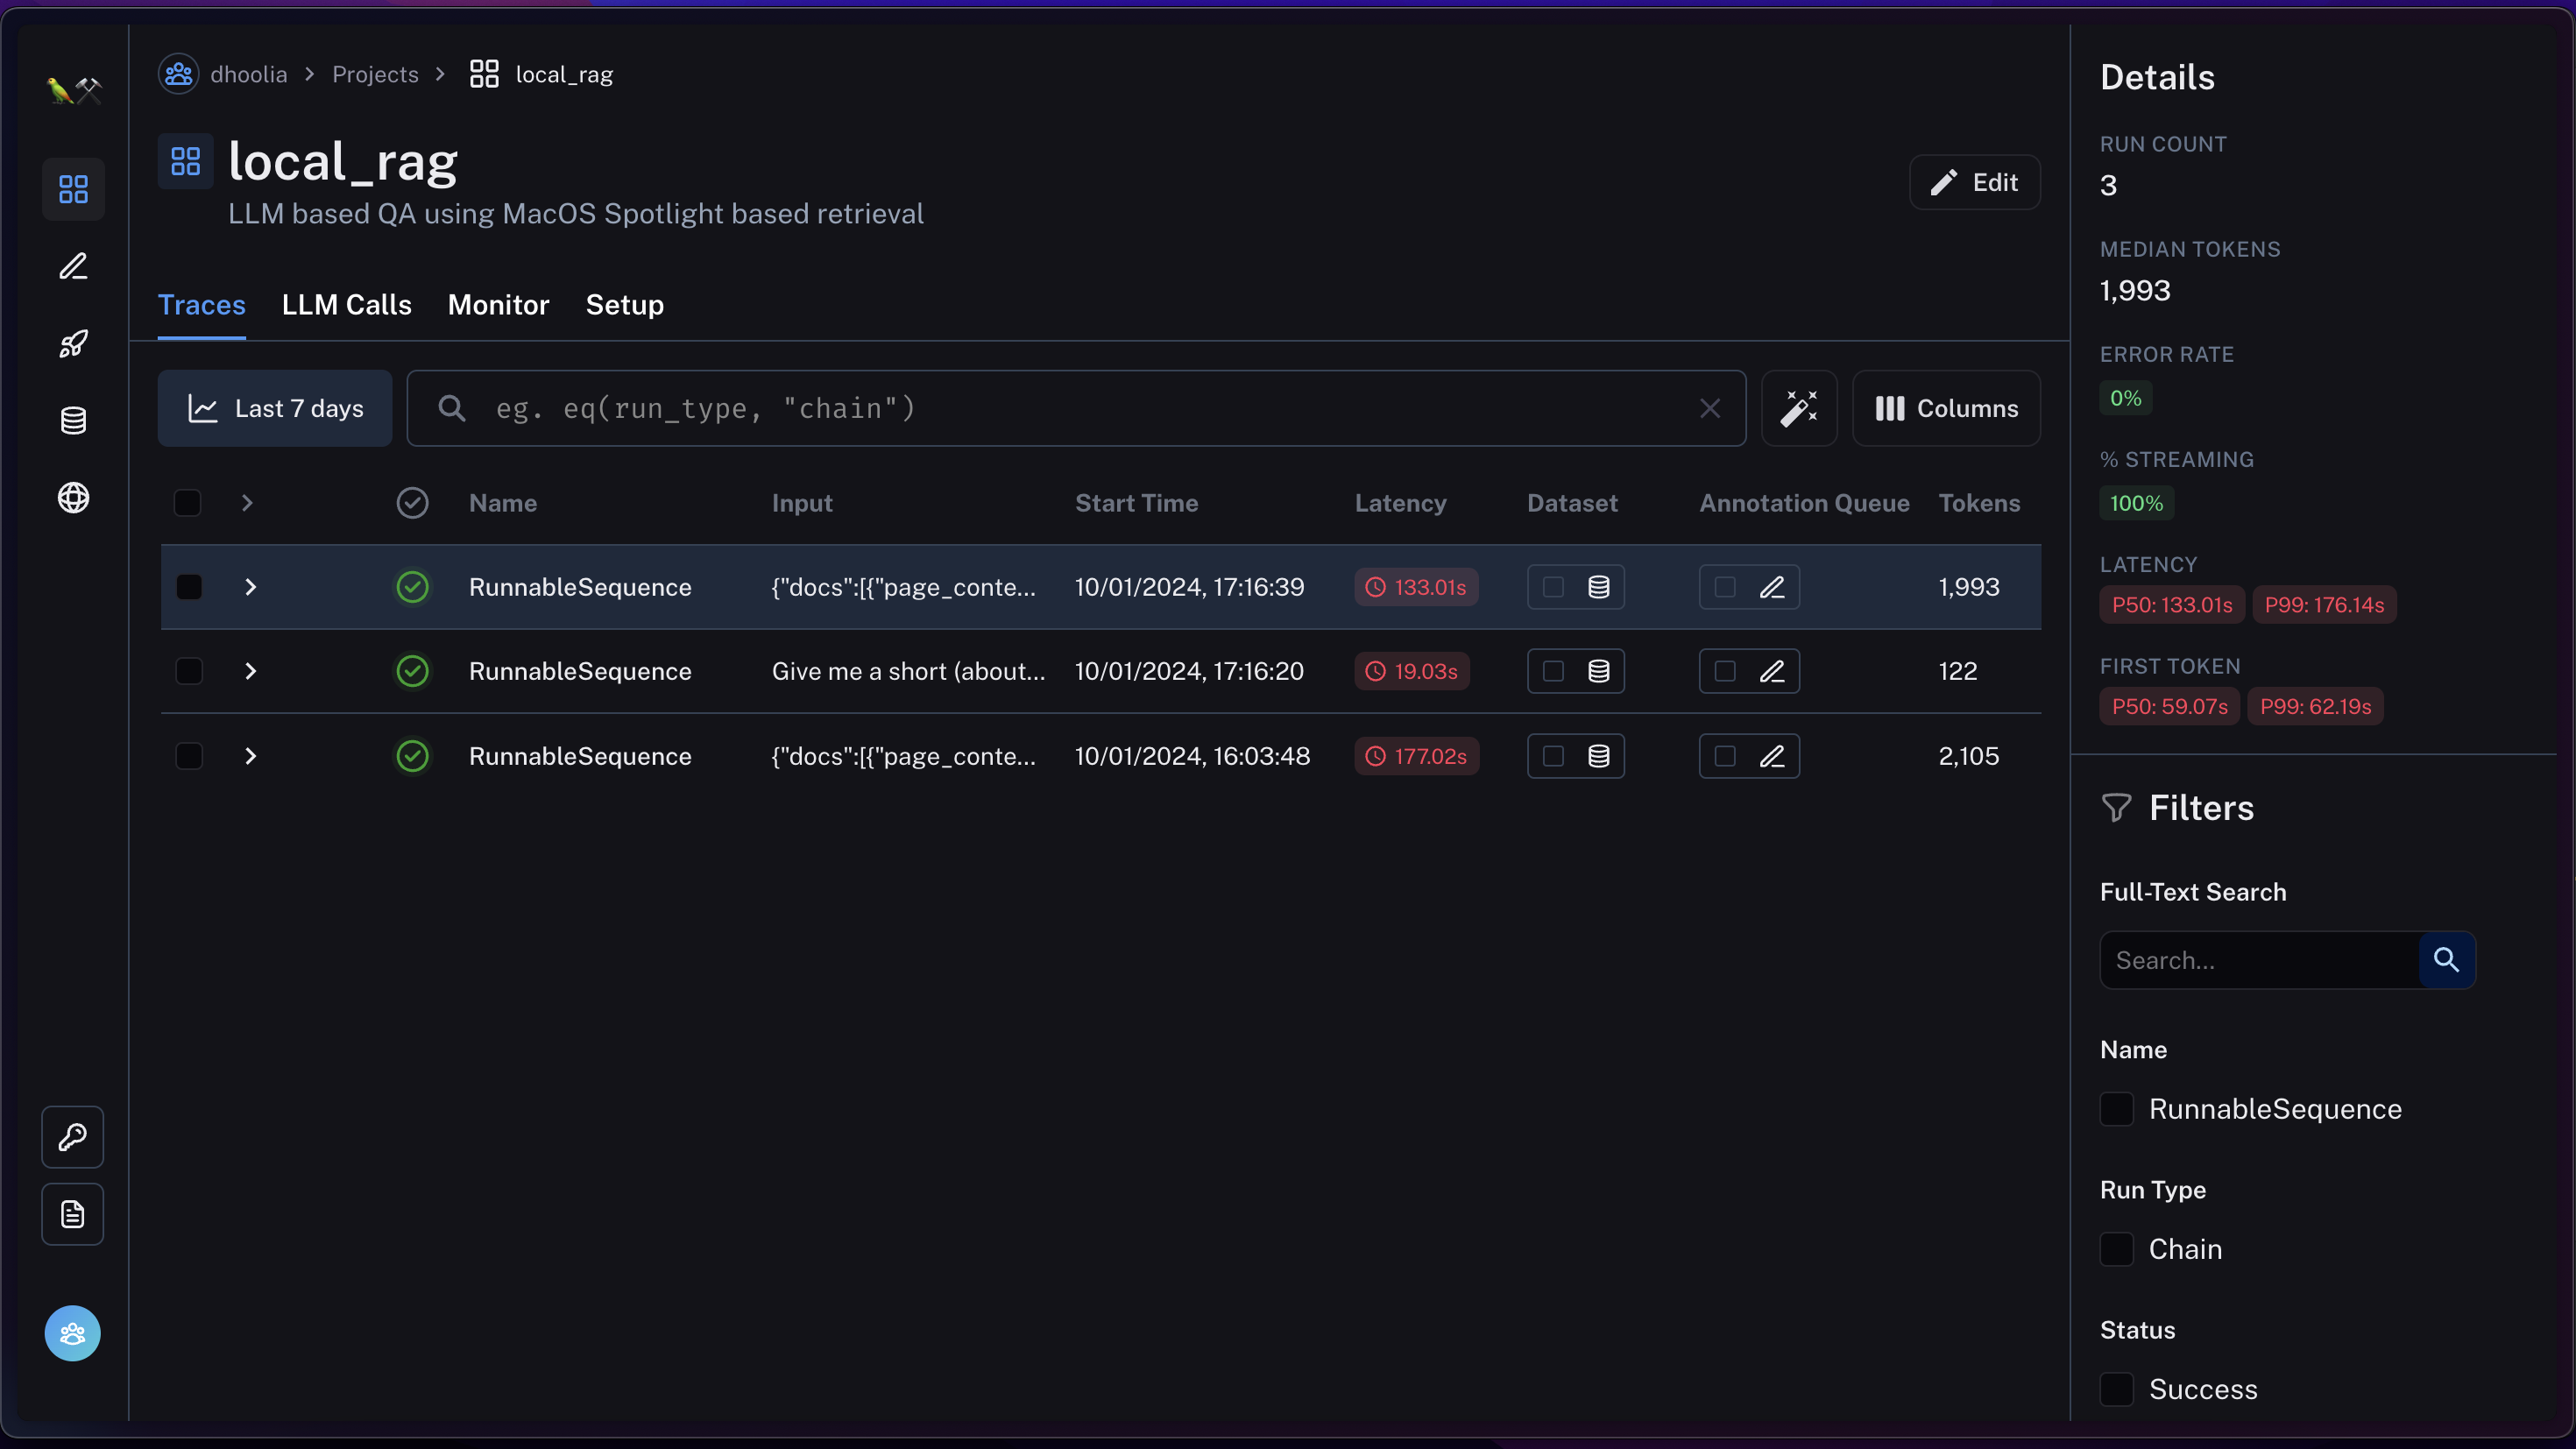 dhoolia > Projects > local_rag
local_rag
Edit
LLM based QA using MacOS Spotlight based retrieval
Traces LLM Calls Monitor Setup
Last 7 days
eg. eq(run_type, "chain")
Columns
Name Input Start Time Latency Dataset Annotation Queue Tokens
RunnableSequence {"docs":[{"page_conte... 10/01/2024, 17:16:39 133.01s 1,993
RunnableSequence Give me a short (about... 10/01/2024, 17:16:20 19.03s 122
RunnableSequence {"docs":[{"page_conte... 10/01/2024, 16:03:48 177.02s 2,105
Details
RUN COUNT
3
MEDIAN TOKENS
1,993
ERROR RATE
0%
% STREAMING
100%
LATENCY
P50: 133.01s P99: 176.14s
FIRST TOKEN
P50: 59.07s P99: 62.19s
Filters
Full-Text Search
Search...
Name
RunnableSequence
Run Type
Chain
Status
Success